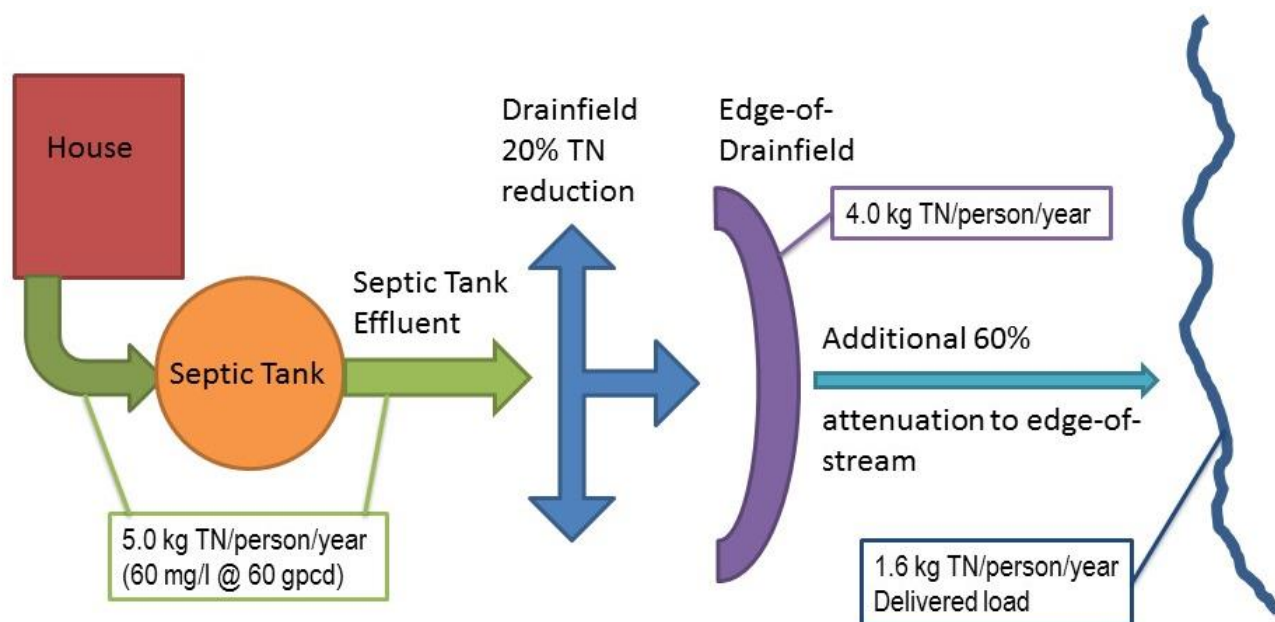 House
Septic Tank
5.0 kg TN/person/year
(60 mg/l @ 60 gpcd)
Septic Tank
Effluent
Drainfield
20% TN
reduction
Edge-of-
Drainfield
4.0 kg TN/person/year
Additional 60%
attenuation to edge-of-
stream
1.6 kg TN/person/year
Delivered load